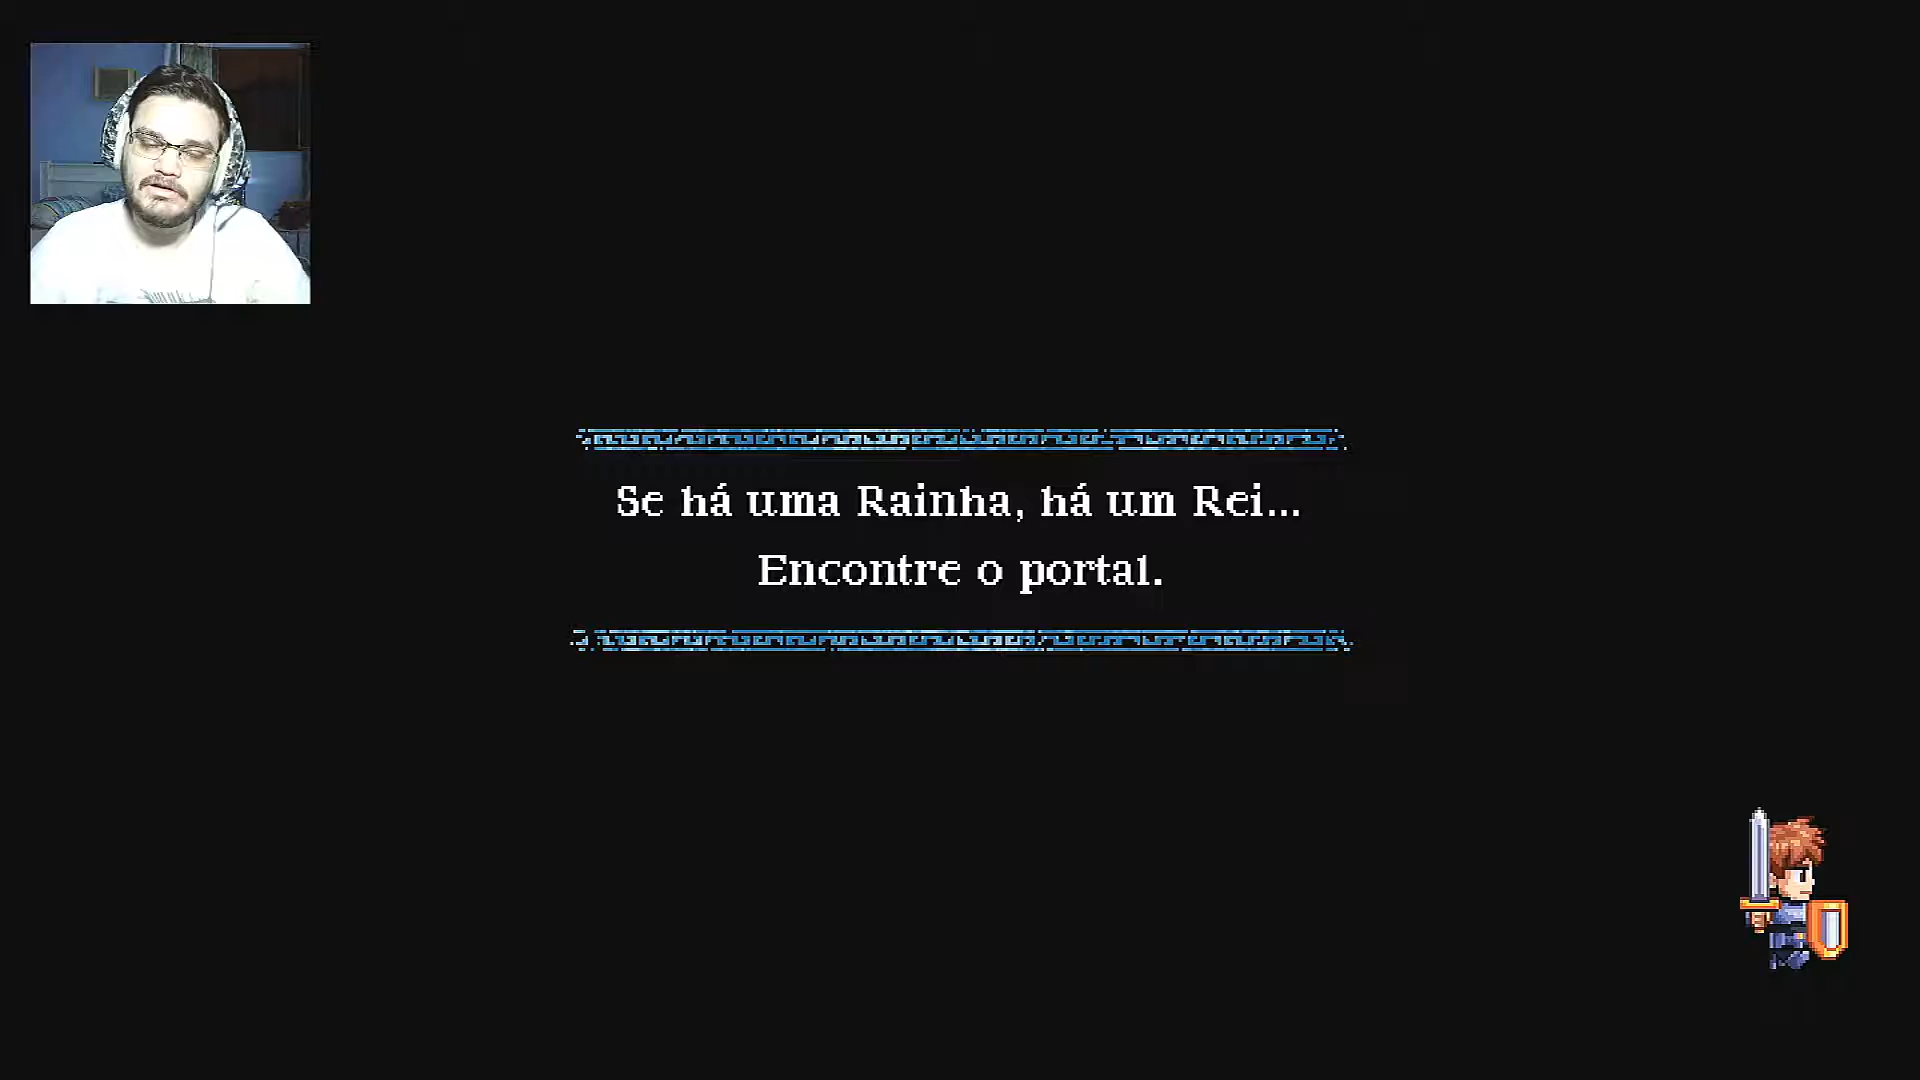 Se há uma Rainha, há um Rei...
Encontre o portal.